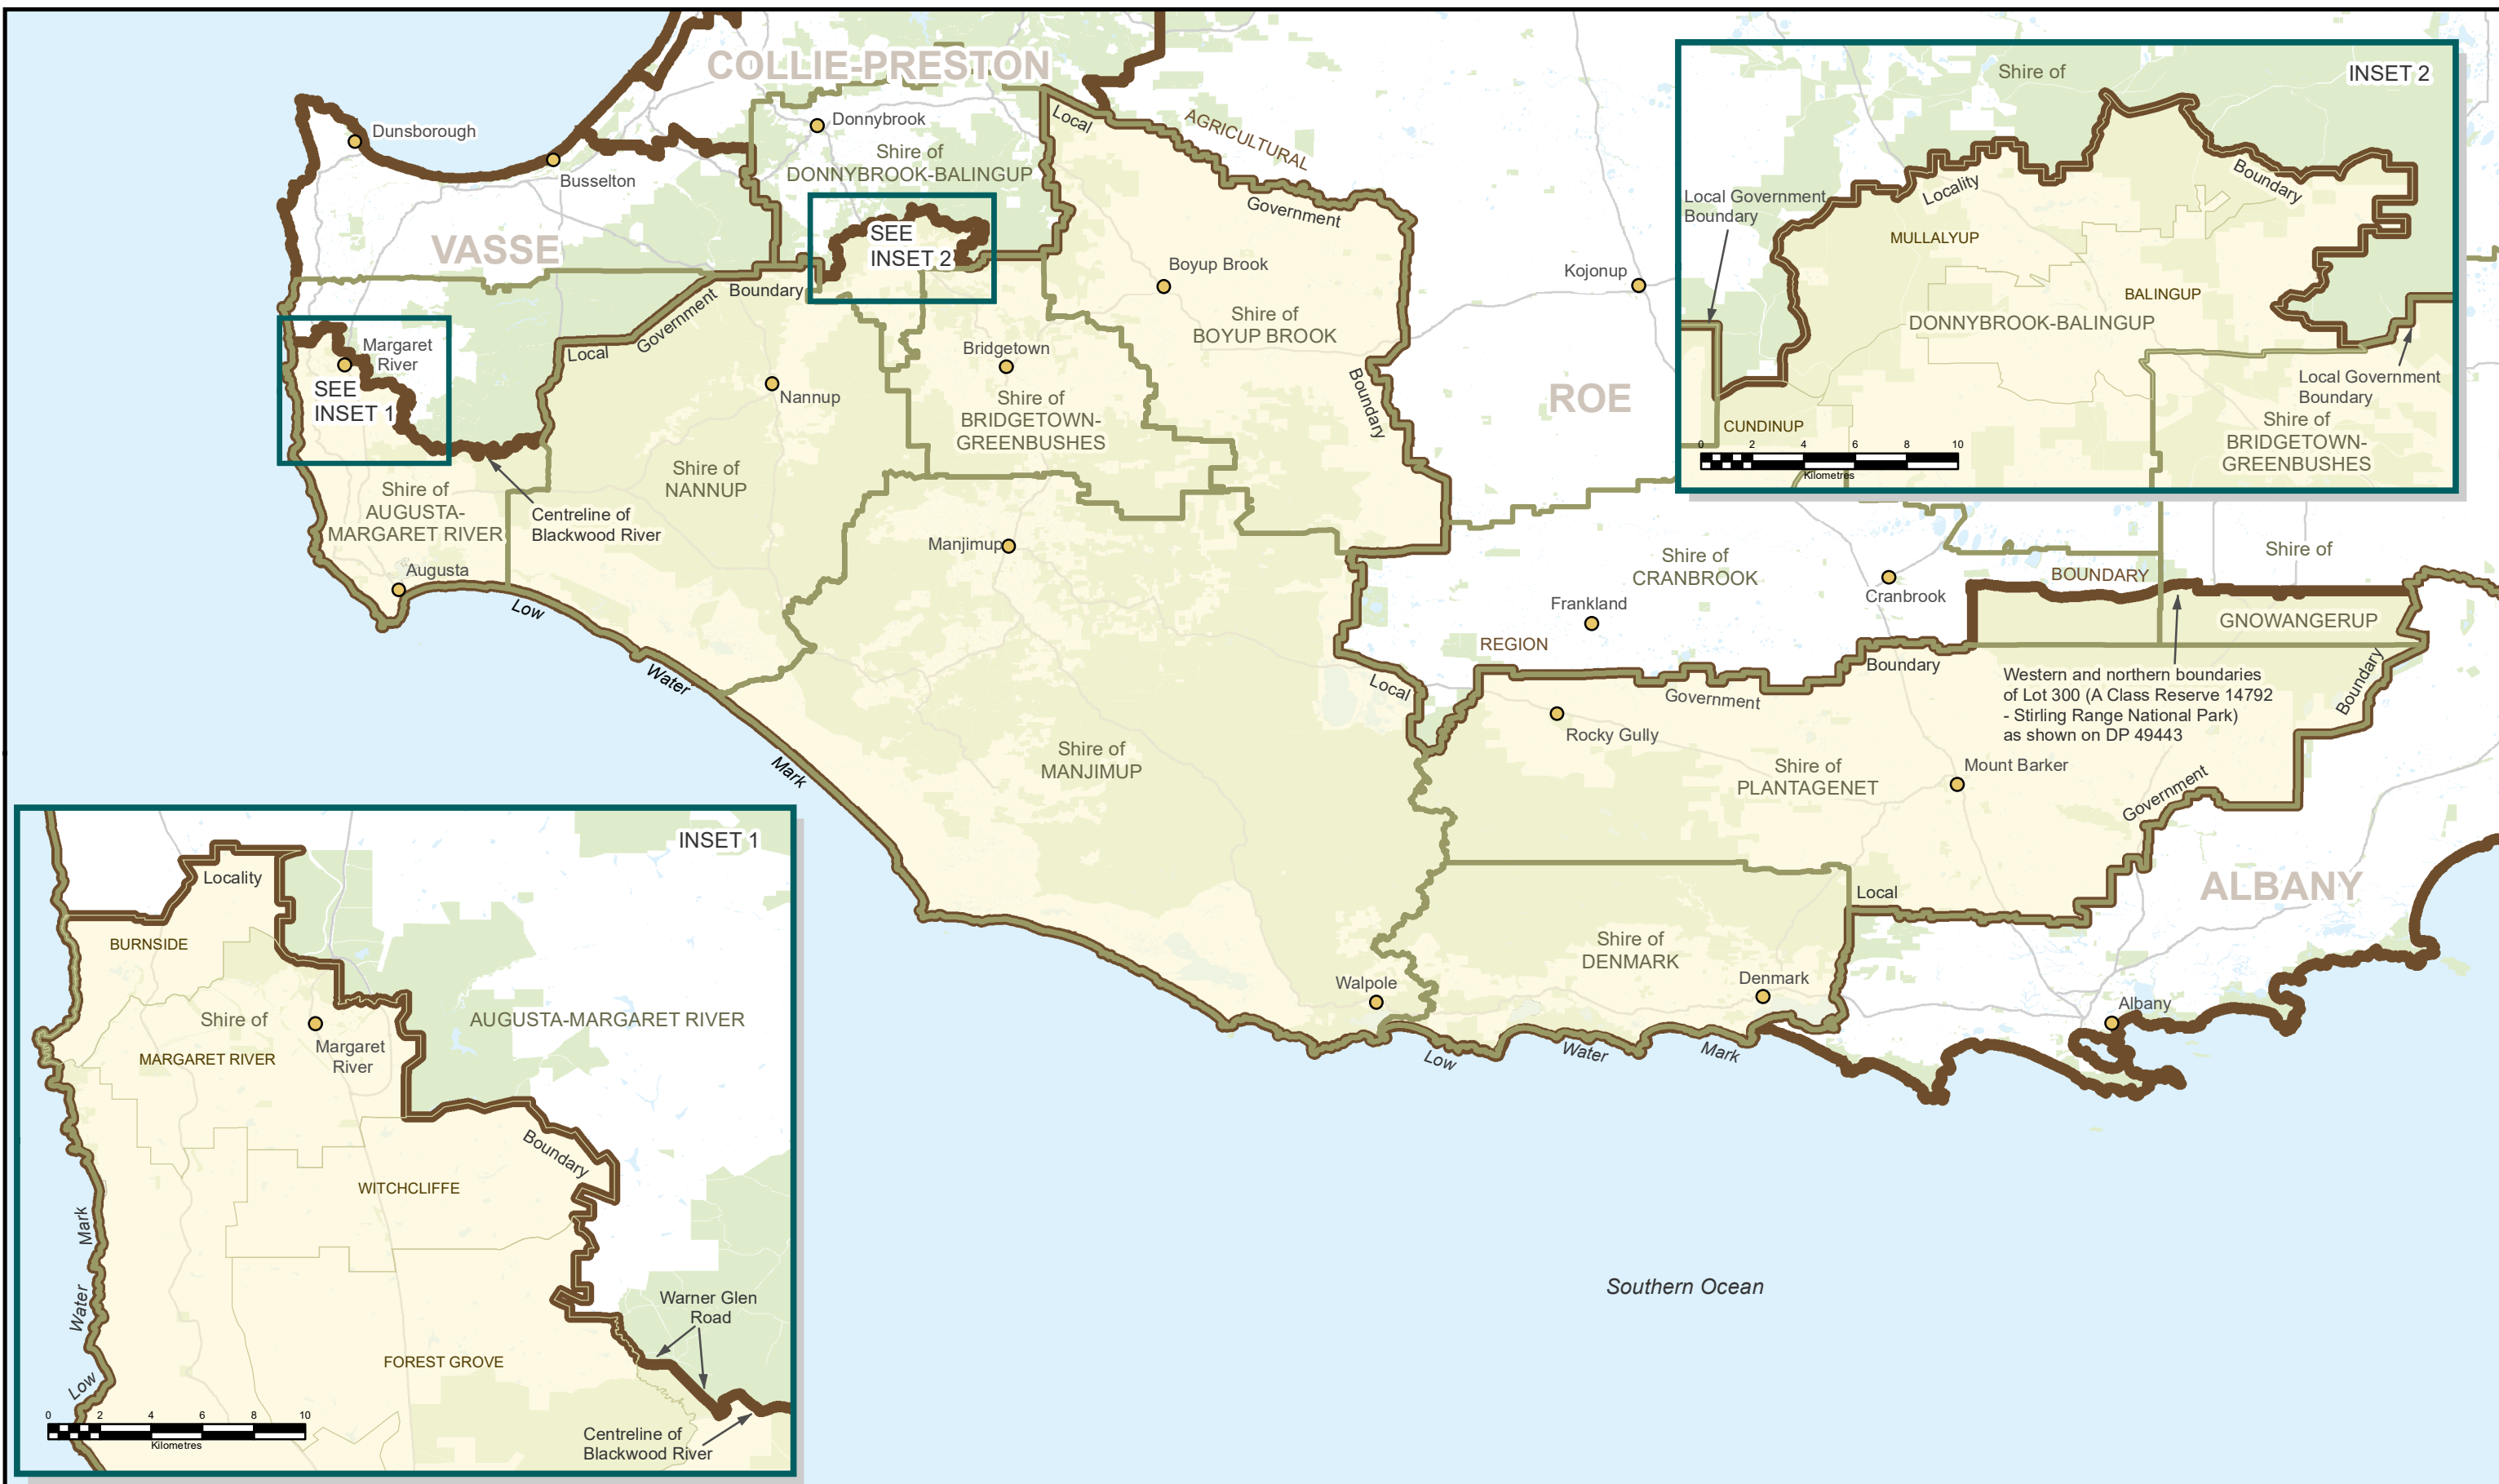 COLLIE-PRESTON
Dunsborough
Busselton
Donnybrook
Shire of
DONNYBROOK-BALINGUP
Local
AGRICULTURAL
Government
VASSE
SEE
INSET 2
Boundary
Government
Local
Boyup Brook
Shire of
BOYUP BROOK
Kojonup
ROE
Boundary
Margaret
River
SEE
INSET 1
Bridgetown
Shire of
BRIDGETOWN-
GREENBUSHES
Nannup
Shire of
NANNUP
Shire of
AUGUSTA-
MARGARET RIVER
Centreline of
Blackwood River
Augusta
Manjimup
Low
Water
Mark
Shire of
MANJIMUP
Shire of
CRANBROOK
Cranbrook
Frankland
REGION
BOUNDARY
Shire of
GNOWANGERUP
Local
Government
Boundary
Western and northern boundaries
of Lot 300 (A Class Reserve 14792
- Stirling Range National Park)
as shown on DP 49443
Boundary
Rocky Gully
Shire of
PLANTAGENET
Mount Barker
Government
Local
ALBANY
Shire of
DENMARK
Denmark
Walpole
Albany
Low
Water
Mark
Southern Ocean
INSET 2
Shire of
Local Government
Boundary
Locality
Boundary
MULLALYUP
BALINGUP
DONNYBROOK-BALINGUP
CUNDINUP
Local Government
Boundary
Shire of
BRIDGETOWN-
GREENBUSHES
0 2 4 6 8 10
Kilometres
INSET 1
Locality
BURNSIDE
Shire of
AUGUSTA-MARGARET RIVER
MARGARET RIVER
Margaret
River
Boundary
WITCHCLIFFE
Mark
Water
Low
Warner Glen
Road
FOREST GROVE
Centreline of
Blackwood River
0 2 4 6 8 10
Kilometres